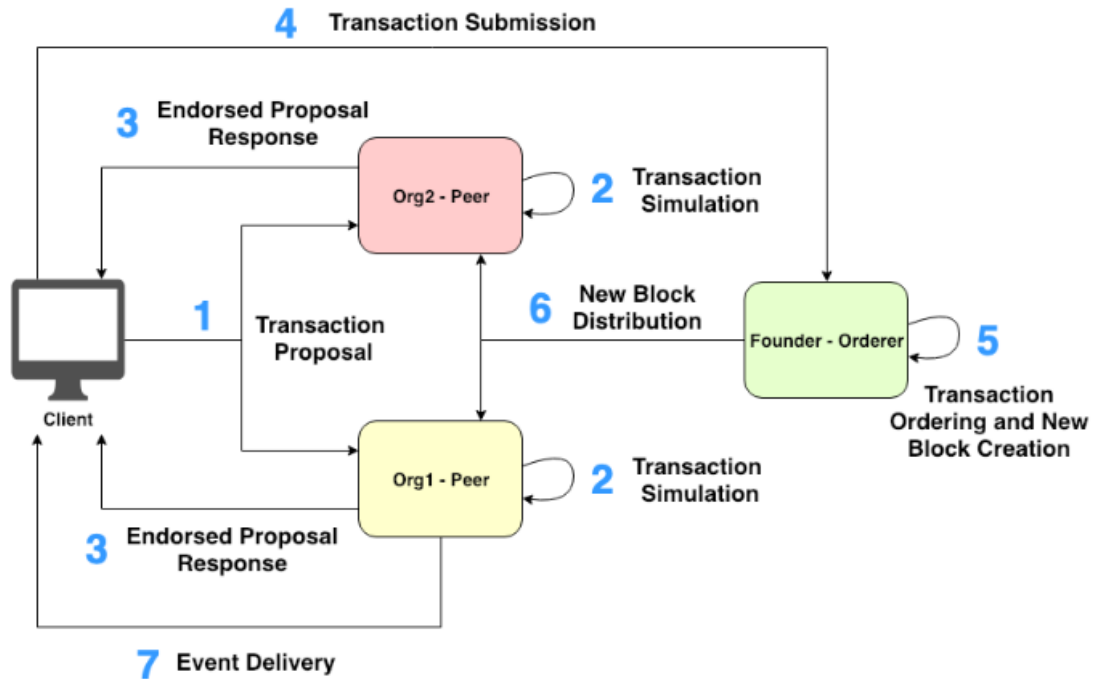 4 Transaction Submission
3 Endorsed Proposal
Response
Org2 - Peer
2 Transaction
Simulation
1 Transaction
Proposal
6 New Block
Distribution
Founder - Orderer
5
Transaction
Ordering and New
Block Creation
Client
Org1 - Peer
2 Transaction
Simulation
3 Endorsed Proposal
Response
7 Event Delivery